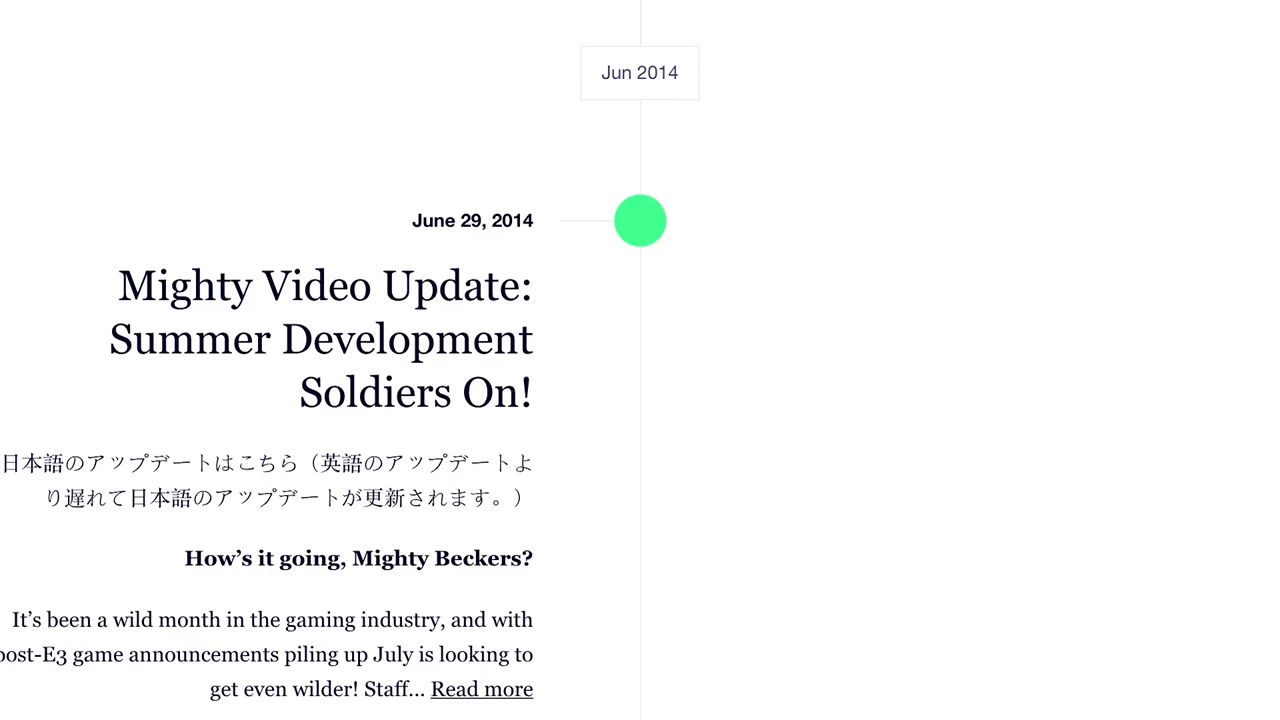 Jun 2014
June 29, 2014
Mighty Video Update:
Summer Development
Soldiers On!
日本語のアップデートはこちら（英語のアップデートよ
り遅れて日本語のアップデートが更新されます。）
How’s it going, Mighty Beckers?
It’s been a wild month in the gaming industry, and with
post-E3 game announcements piling up July is looking to
get even wilder! Staff... Read more